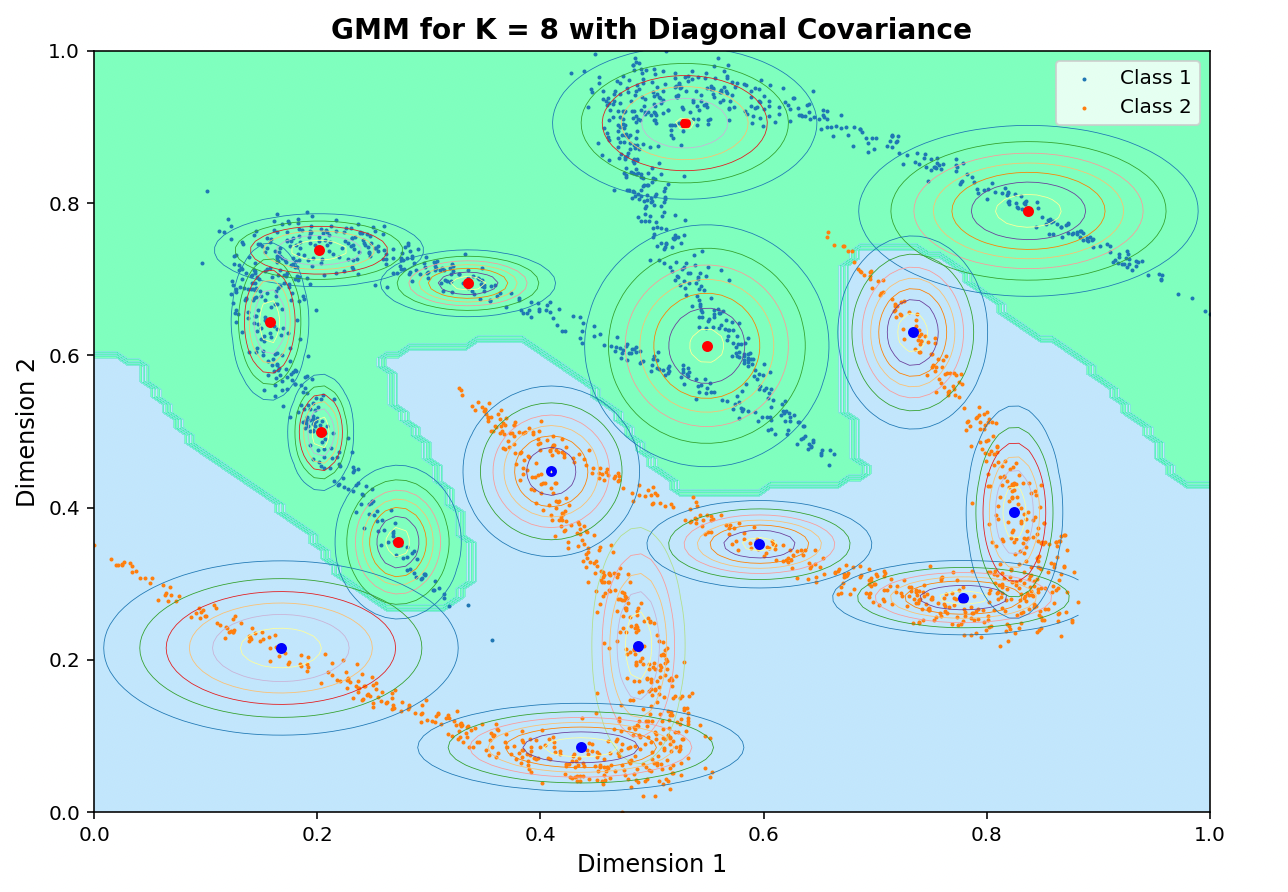 GMM for K = 8 with Diagonal Covariance
Class 1
Class 2
1.0
0.8
0.6
0.4
0.2
0.0
Dimension 2
0.0 0.2 0.4 0.6 0.8 1.0
Dimension 1